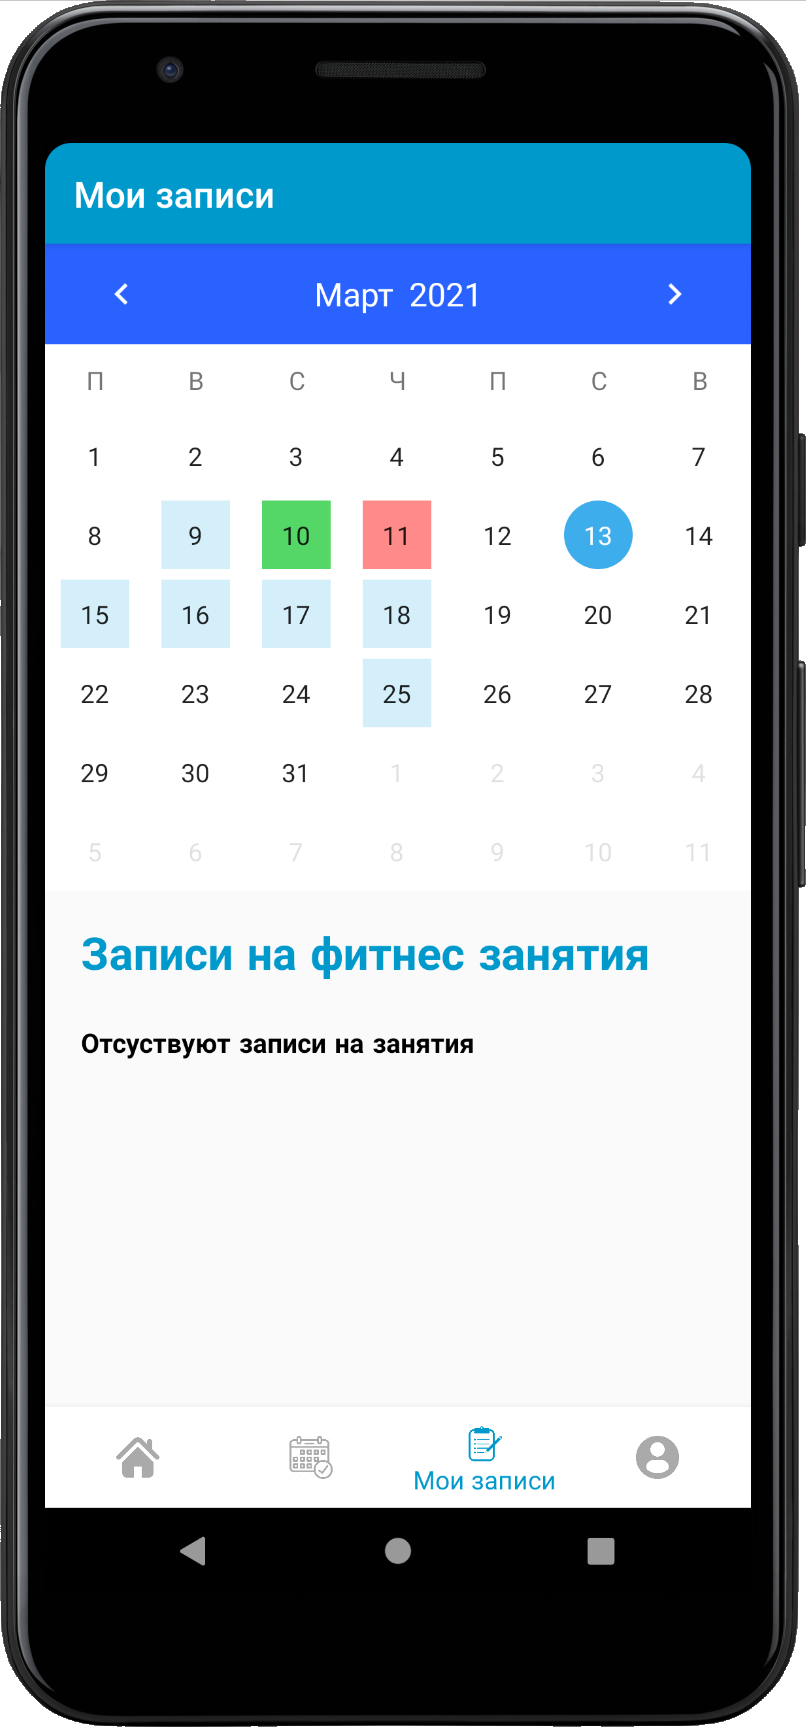 Мои записи
Март 2021
П В С Ч П С В
1 2 3 4 5 6 7
8 9 10 11 12 13 14
15 16 17 18 19 20 21
22 23 24 25 26 27 28
29 30 31 1 2 3 4
5 6 7 8 9 10 11
Записи на фитнес занятия
Отсуствуют записи на занятия
Мои записи